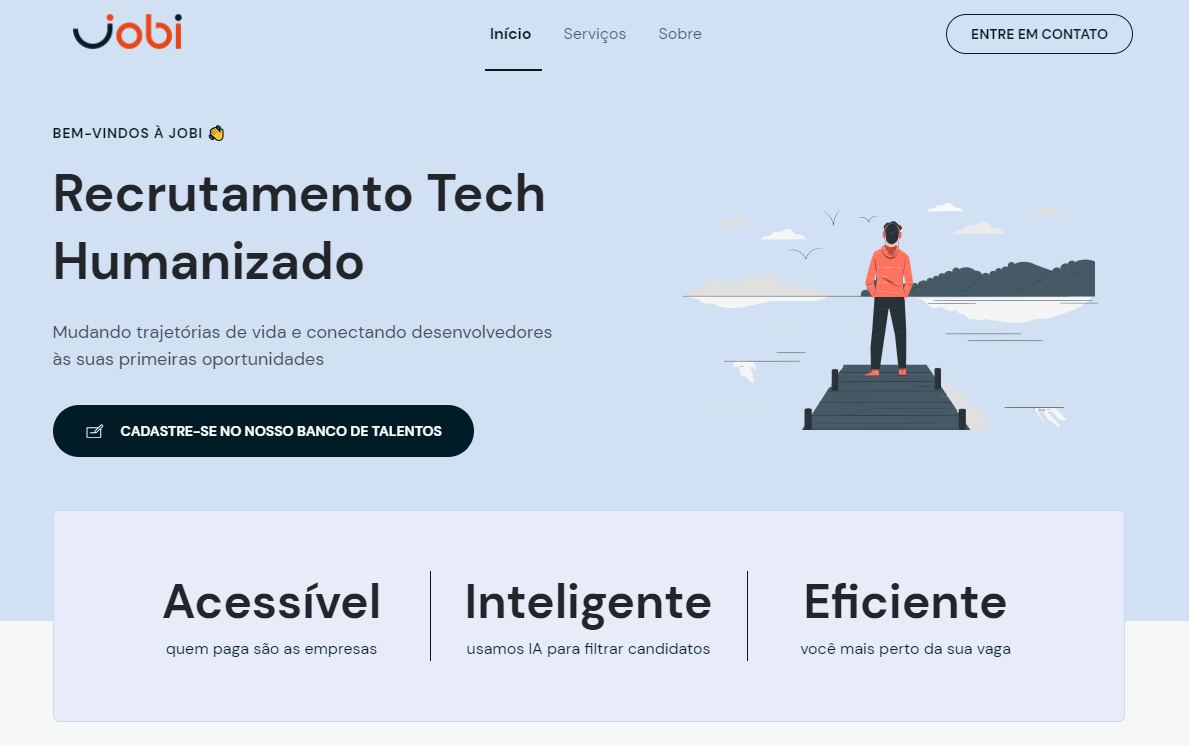 jobi
Início
Serviços
Sobre
ENTRE EM CONTATO
BEM-VINDOS À JOBI 👋
Recrutamento Tech
Humanizado
Mudando trajetórias de vida e conectando desenvolvedores
às suas primeiras oportunidades
CADASTRE-SE NO NOSSO BANCO DE TALENTOS
Acessível
quem paga são as empresas
Inteligente
usamos IA para filtrar candidatos
Eficiente
você mais perto da sua vaga